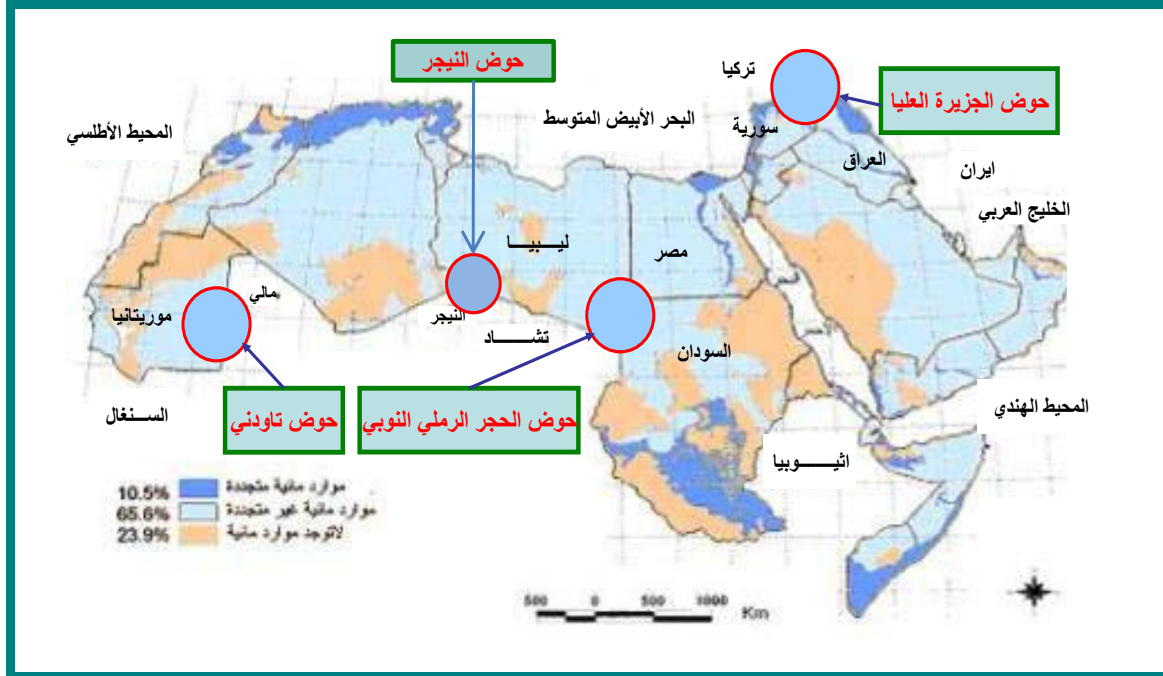 حوض النيجر
تركيا
حوض الجزيرة العليا
المحيط الأطلسي
البحر الأبيض المتوسط
سورية
العراق
ايران
الخليج العربي
ليـــبيـــــا
مصر
مالي
موريتانيا
النيجر
تشـــــــاد
السودان
السـنغال
حوض تاودني
حوض الحجر الرملي النوبي
المحيط الهندي
اثيـــــوبيا
10.5% موارد مائية متجددة
65.6% موارد مائية غير متجددة
23.9% لاتوجد موارد مائية
500 0 500 1000 Km